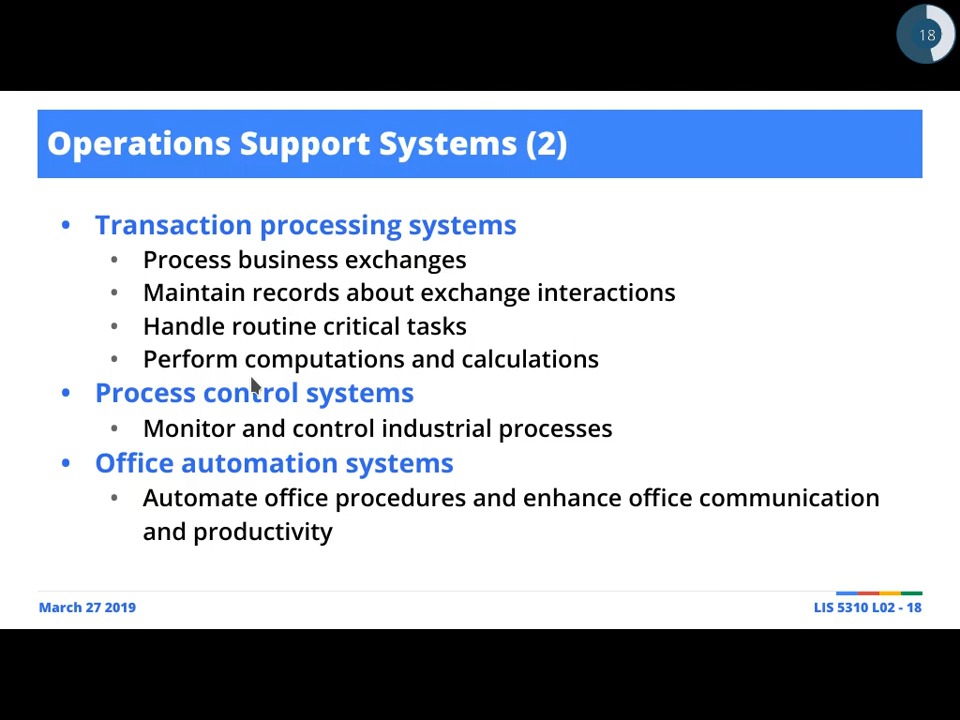 18
Operations Support Systems (2)
• Transaction processing systems
• Process business exchanges
• Maintain records about exchange interactions
• Handle routine critical tasks
• Perform computations and calculations
• Process control systems
• Monitor and control industrial processes
• Office automation systems
• Automate office procedures and enhance office communication
and productivity
March 27 2019
LIS 5310 L02 - 18